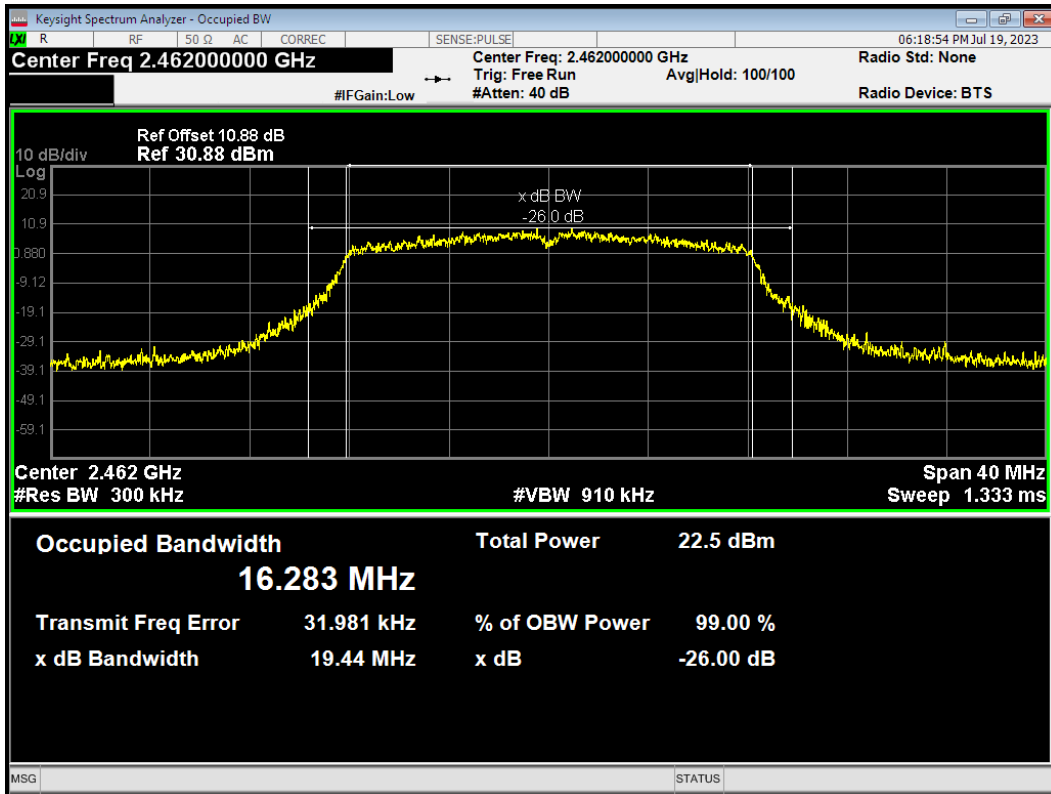 Keysight Spectrum Analyzer - Occupied BW
LXI R RF 50 Ω AC CORREC SENSE:PULSE 06:18:54 PM Jul 19, 2023
Center Freq 2.462000000 GHz
Center Freq: 2.462000000 GHz Radio Std: None
Trig: Free Run Avg|Hold: 100/100
#IFGain:Low #Atten: 40 dB Radio Device: BTS
Ref Offset 10.88 dB
10 dB/div Ref 30.88 dBm
Log
20.9
x dB BW
-26.0 dB
10.9
0.880
-9.12
-19.1
-29.1
-39.1
-49.1
-59.1
Center 2.462 GHz Span 40 MHz
#Res BW 300 kHz #VBW 910 kHz Sweep 1.333 ms
Occupied Bandwidth Total Power 22.5 dBm
16.283 MHz
Transmit Freq Error 31.981 kHz % of OBW Power 99.00 %
x dB Bandwidth 19.44 MHz x dB -26.00 dB
MSG STATUS